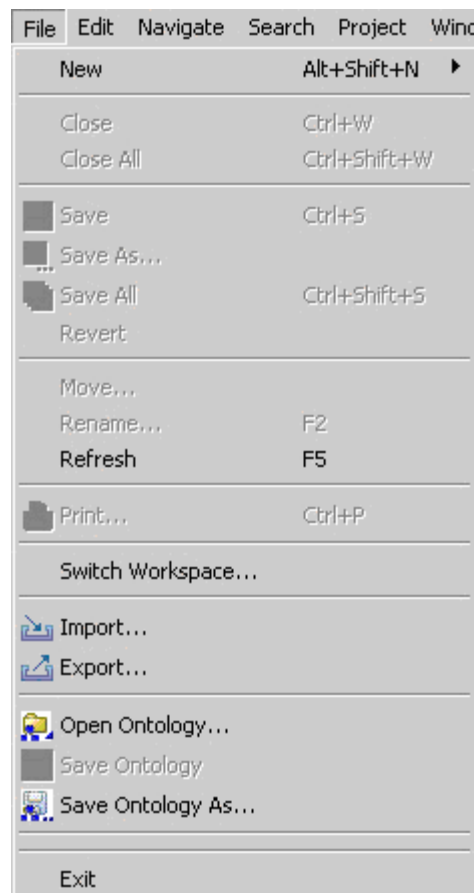 File Edit Navigate Search Project
New Alt+Shift+N
Close Ctrl+W
Close All Ctrl+Shift+W
Save Ctrl+S
Save As...
Save All Ctrl+Shift+S
Revert
Move...
Rename... F2
Refresh F5
Print... Ctrl+P
Switch Workspace...
Import...
Export...
Open Ontology...
Save Ontology
Save Ontology As...
Exit